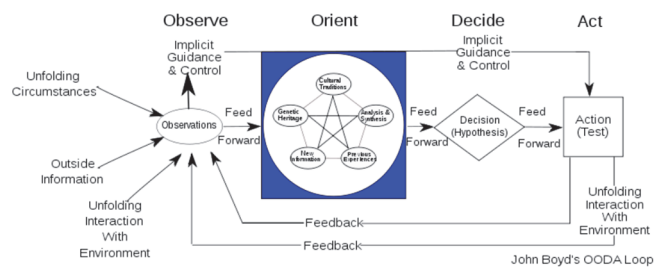 Observe
Orient
Decide
Act
Implicit
Guidance
& Control
Implicit
Guidance
& Control
Unfolding
Circumstances
Observations
Feed
Forward
Cultural
Traditions
Genetic
Heritage
Analysis &
Synthesis
New
Information
Previous
Experiences
Feed
Forward
Decision
(Hypothesis)
Feed
Forward
Action
(Test)
Outside
Information
Unfolding
Interaction
With
Environment
Unfolding
Interaction
With
Environment
Feedback
Feedback
John Boyd's OODA Loop